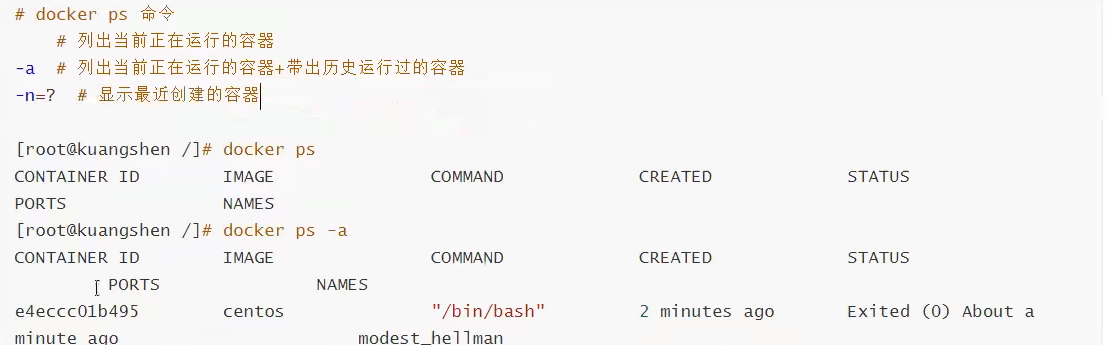 # docker ps 命令
# 列出当前正在运行的容器
-a # 列出当前正在运行的容器+带出历史运行过的容器
-n=? # 显示最近创建的容器
[root@kuangshen /]# docker ps
CONTAINER ID IMAGE COMMAND CREATED STATUS
PORTS NAMES
[root@kuangshen /]# docker ps -a
CONTAINER ID IMAGE COMMAND CREATED STATUS
PORTS NAMES
e4eccc01b495 centos "/bin/bash" 2 minutes ago Exited (0) About a
minute ago modest_hellman